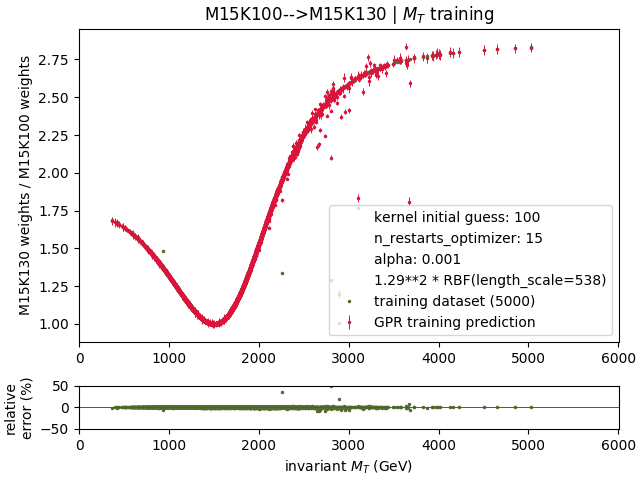 M15K100-->M15K130 | M_T training
M15K130 weights / M15K100 weights
2.75
2.50
2.25
2.00
1.75
1.50
1.25
1.00
kernel initial guess: 100
n_restarts_optimizer: 15
alpha: 0.001
1.29**2 * RBF(length_scale=538)
training dataset (5000)
GPR training prediction
0 1000 2000 3000 4000 5000 6000
relative
error (%)
50
0
−50
0 1000 2000 3000 4000 5000 6000
invariant M_T (GeV)